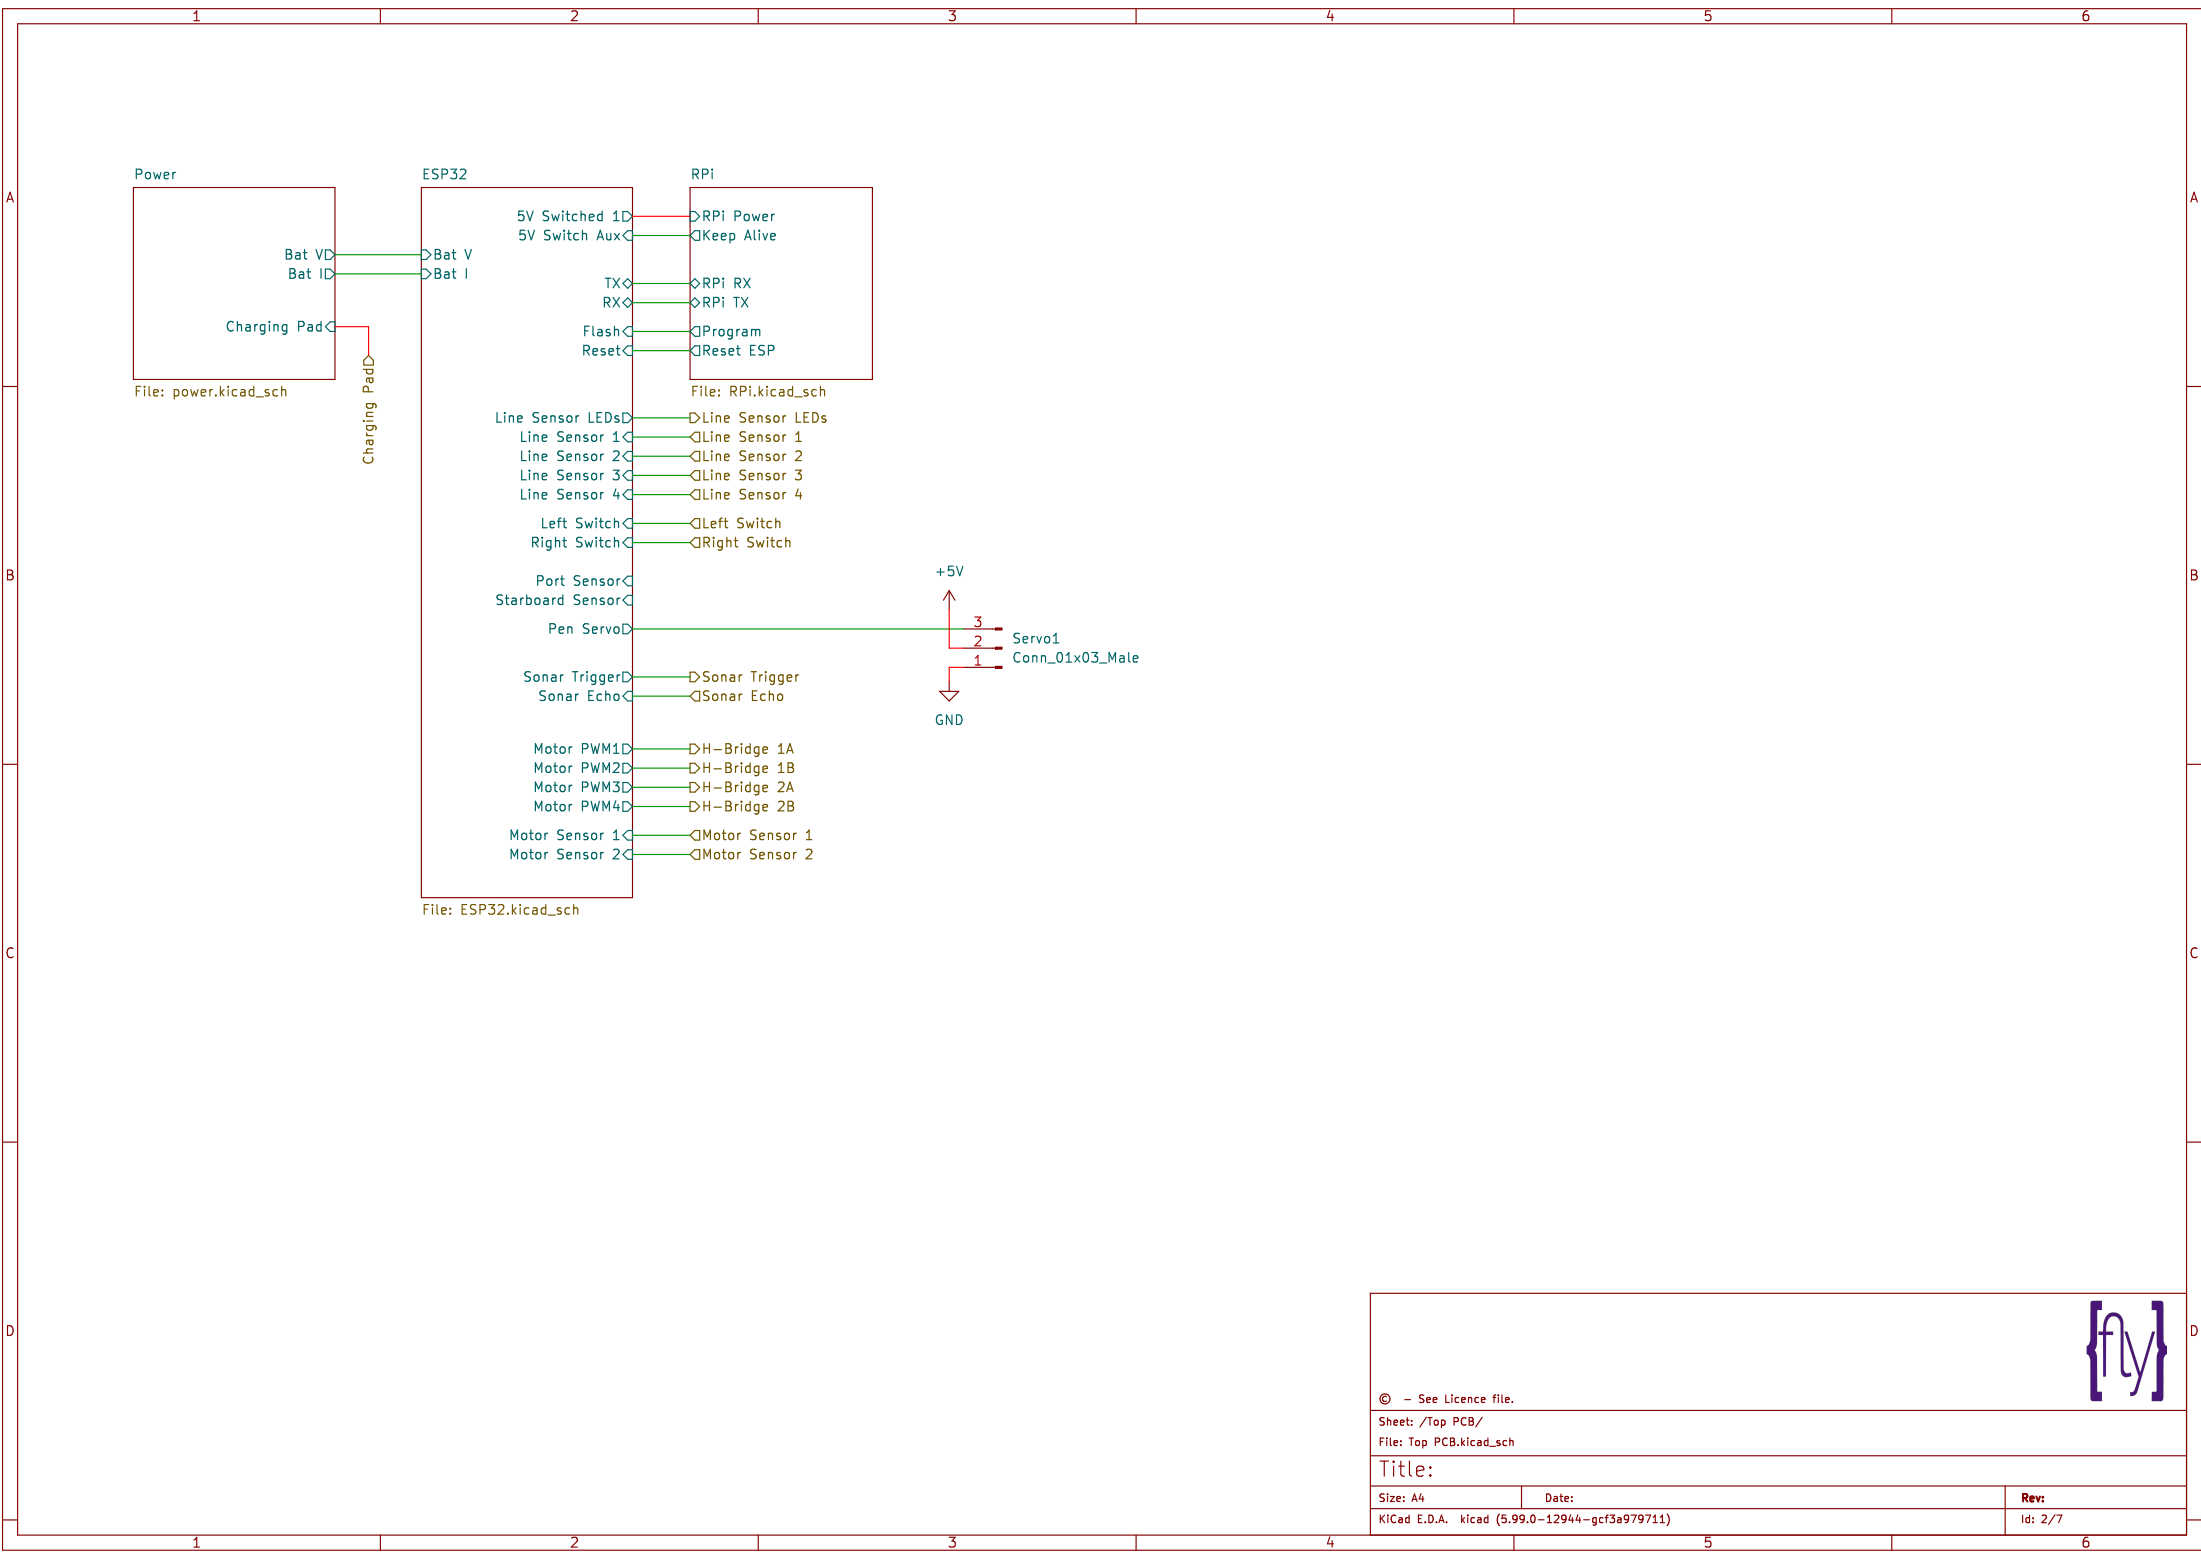 1 2 3 4 5 6
A A
B B
C C
D D
Power
Bat V
Bat I
Charging Pad
File: power.kicad_sch
Charging Pad
ESP32
Bat V
Bat I
5V Switched 1
5V Switch Aux
TX
RX
Flash
Reset
Line Sensor LEDs
Line Sensor 1
Line Sensor 2
Line Sensor 3
Line Sensor 4
Left Switch
Right Switch
Port Sensor
Starboard Sensor
Pen Servo
Sonar Trigger
Sonar Echo
Motor PWM1
Motor PWM2
Motor PWM3
Motor PWM4
Motor Sensor 1
Motor Sensor 2
File: ESP32.kicad_sch
RPi
RPi Power
Keep Alive
RPi RX
RPi TX
Program
Reset ESP
File: RPi.kicad_sch
Line Sensor LEDs
Line Sensor 1
Line Sensor 2
Line Sensor 3
Line Sensor 4
Left Switch
Right Switch
Sonar Trigger
Sonar Echo
H-Bridge 1A
H-Bridge 1B
H-Bridge 2A
H-Bridge 2B
Motor Sensor 1
Motor Sensor 2
+5V
3
2
1
Servo1
Conn_01x03_Male
GND
{fly}
© - See Licence file.
Sheet: /Top PCB/
File: Top PCB.kicad_sch
Title:
Size: A4 Date: Rev:
KiCad E.D.A. kicad (5.99.0-12944-gcf3a979711) Id: 2/7
1 2 3 4 5 6